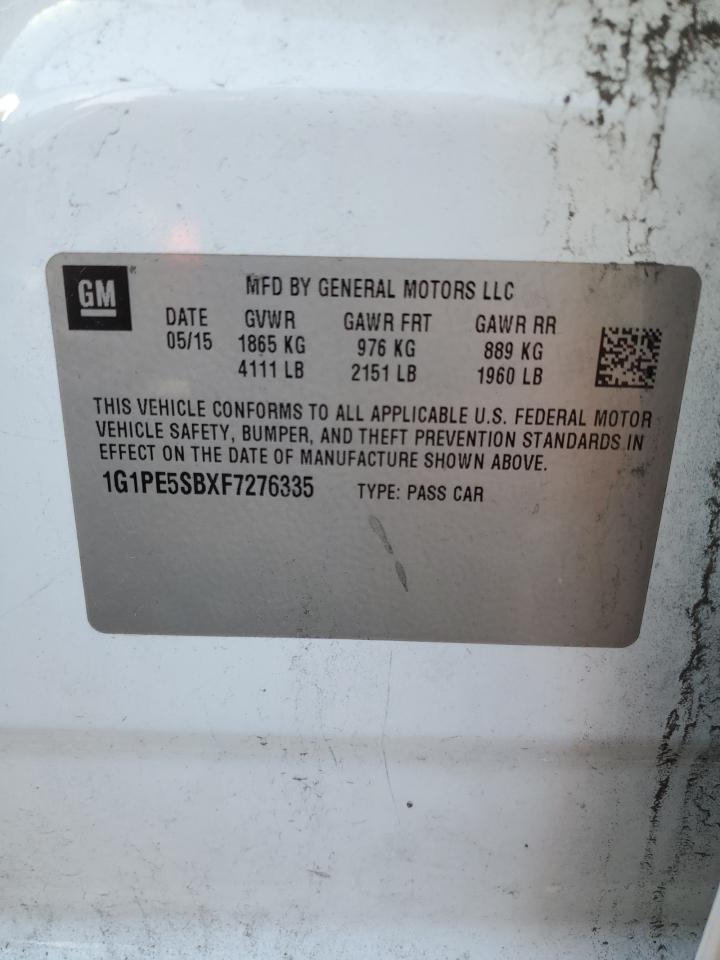 GM
MFD BY GENERAL MOTORS LLC
DATE GVWR GAWR FRT GAWR RR
05/15 1865 KG 976 KG 889 KG
4111 LB 2151 LB 1960 LB
THIS VEHICLE CONFORMS TO ALL APPLICABLE U.S. FEDERAL MOTOR
VEHICLE SAFETY, BUMPER, AND THEFT PREVENTION STANDARDS IN
EFFECT ON THE DATE OF MANUFACTURE SHOWN ABOVE.
1G1PE5SBXF7276335 TYPE: PASS CAR